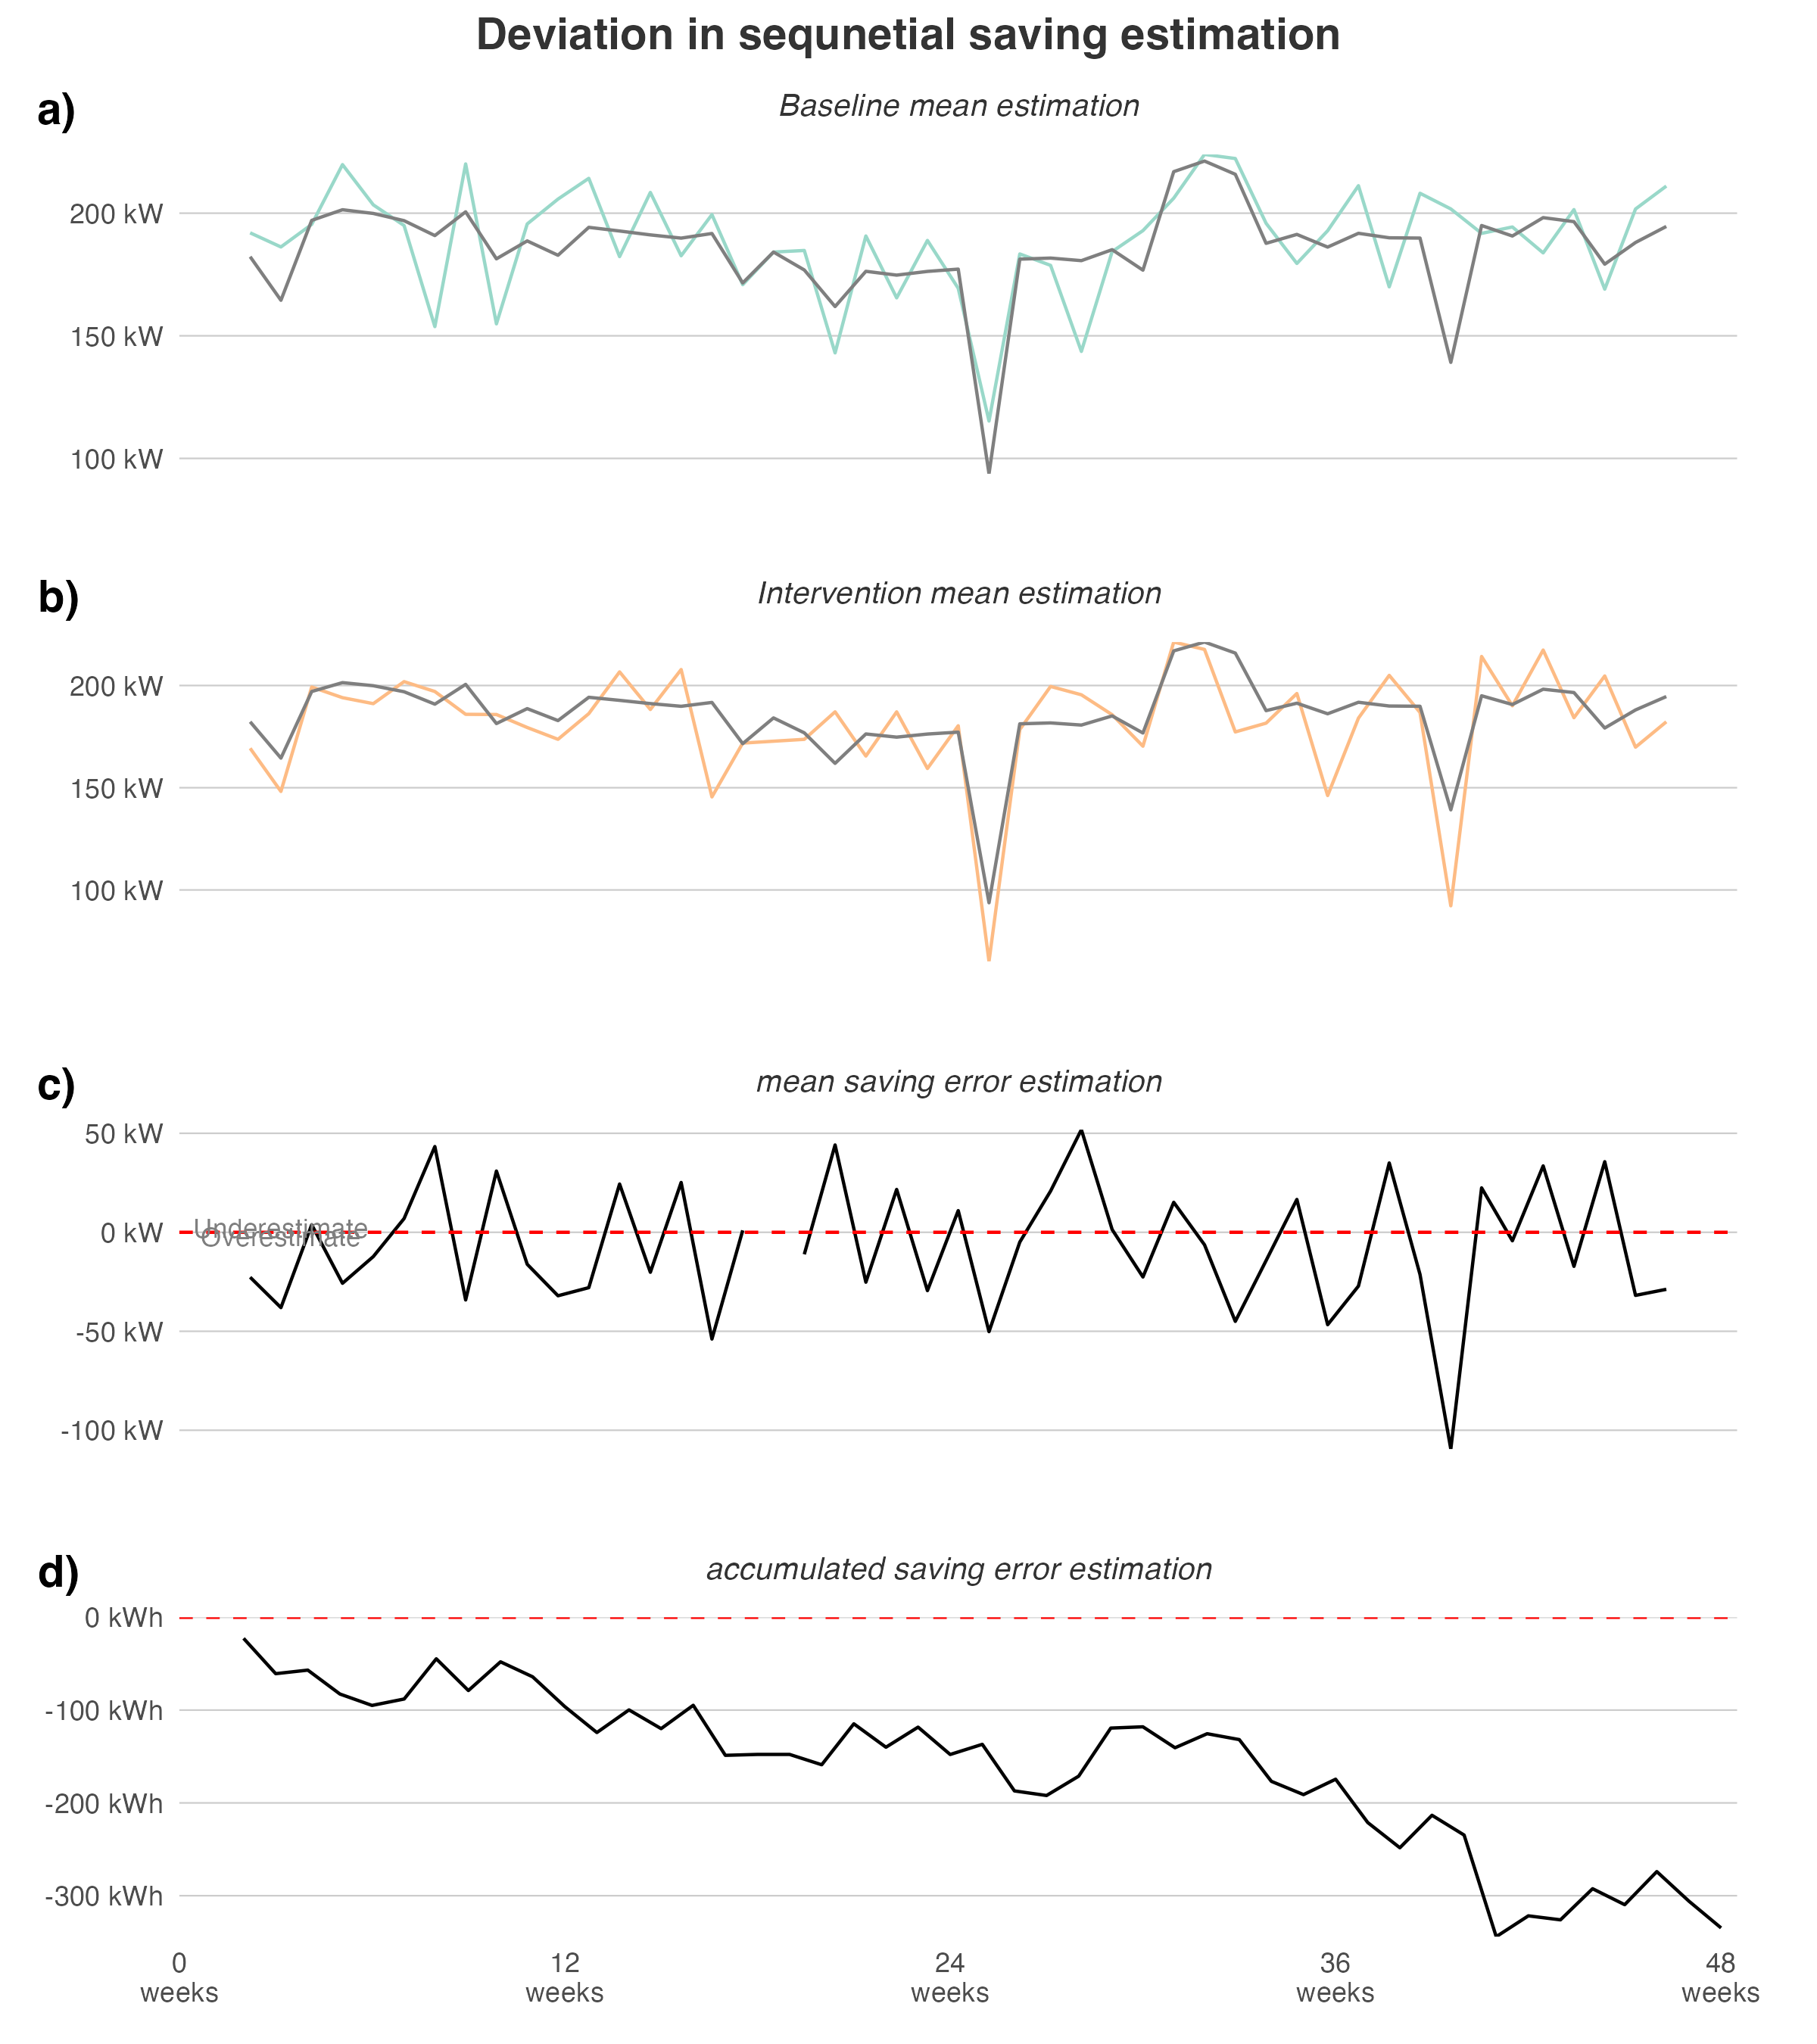 Deviation in sequnetial saving estimation
a)
Baseline mean estimation
200 kW
150 kW
100 kW
b)
Intervention mean estimation
200 kW
150 kW
100 kW
c)
mean saving error estimation
50 kW
Underestimate
0 kW
Overestimate
-50 kW
-100 kW
d)
accumulated saving error estimation
0 kWh
-100 kWh
-200 kWh
-300 kWh
0 12 24 36 48
weeks weeks weeks weeks weeks